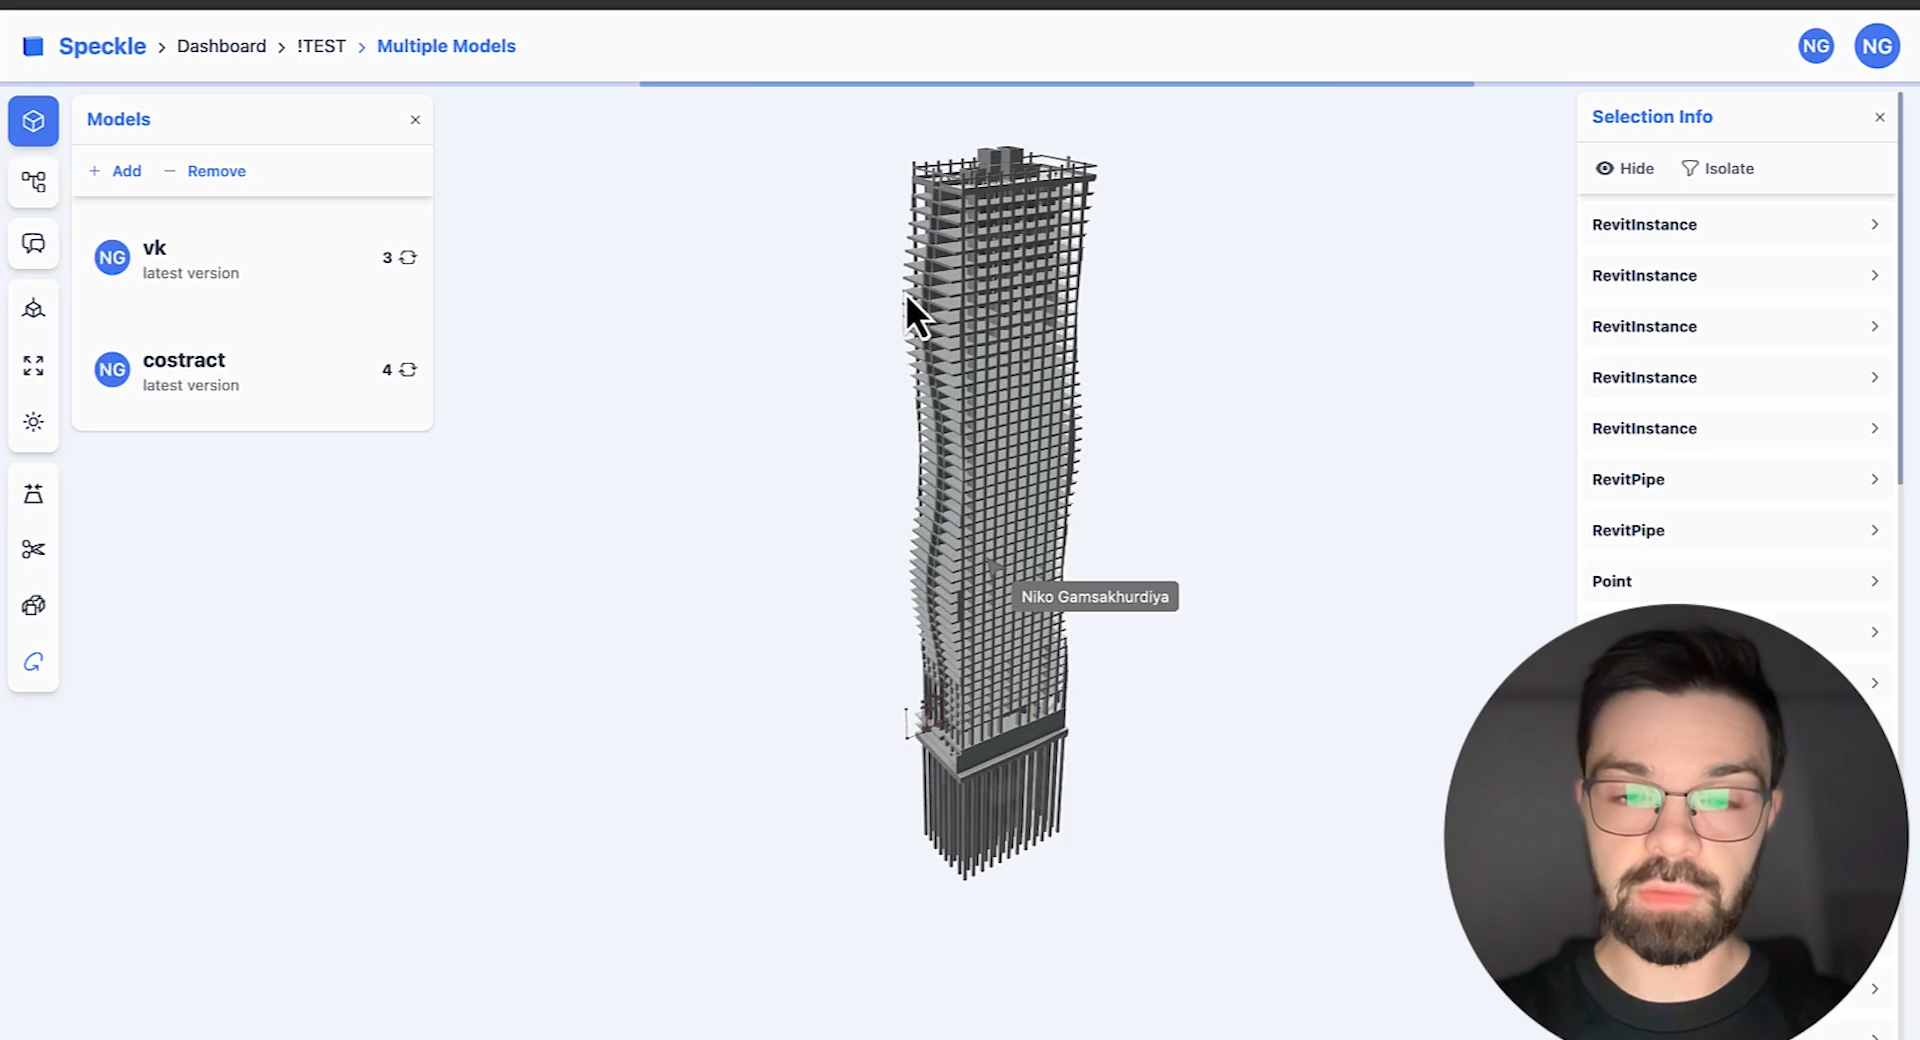 Speckle > Dashboard > !TEST > Multiple Models
NG NG
Models ×
+ Add − Remove
NG vk 3
latest version
NG costract 4
latest version
Niko Gamsakhurdiya
Selection Info ×
Hide Isolate
RevitInstance
RevitInstance
RevitInstance
RevitInstance
RevitInstance
RevitPipe
RevitPipe
Point